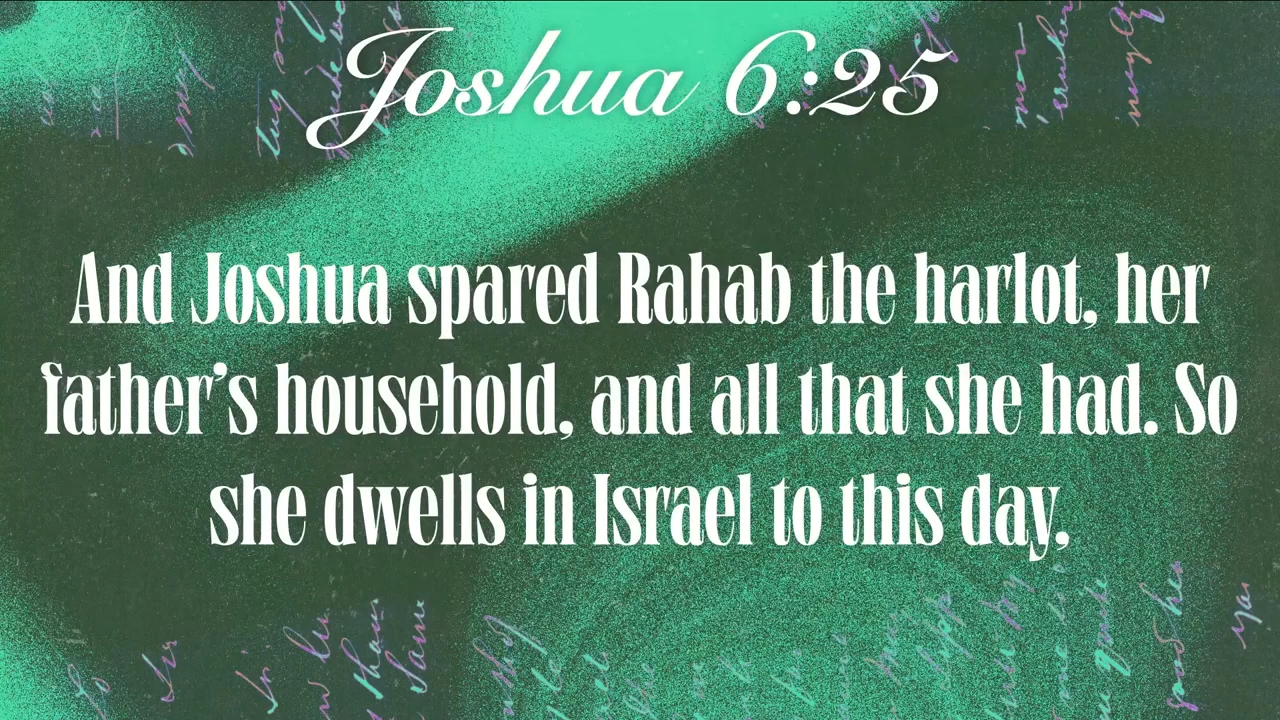 Joshua 6:25
And Joshua spared Rahab the harlot, her
father’s household, and all that she had. So
she dwells in Israel to this day,